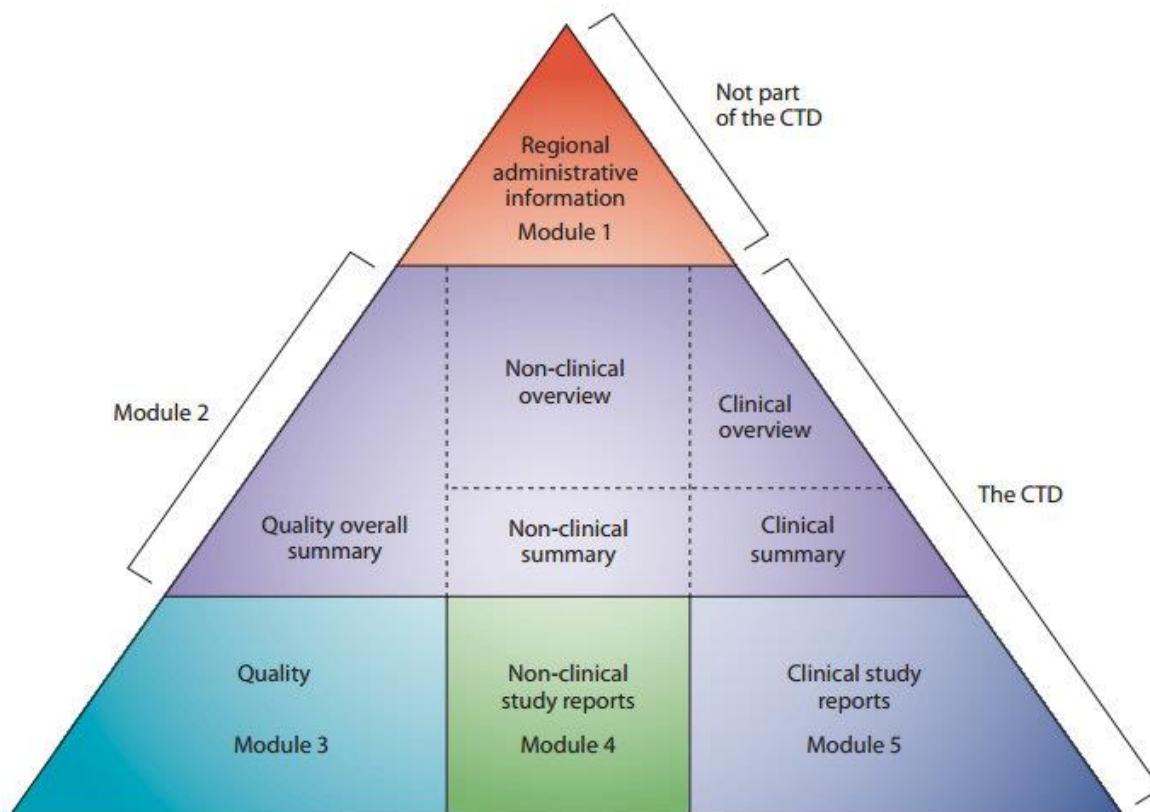 Not part
of the CTD
Regional
administrative
information
Module 1
Module 2
Non-clinical
overview
Clinical
overview
The CTD
Quality overall
summary
Non-clinical
summary
Clinical
summary
Quality
Module 3
Non-clinical
study reports
Module 4
Clinical study
reports
Module 5